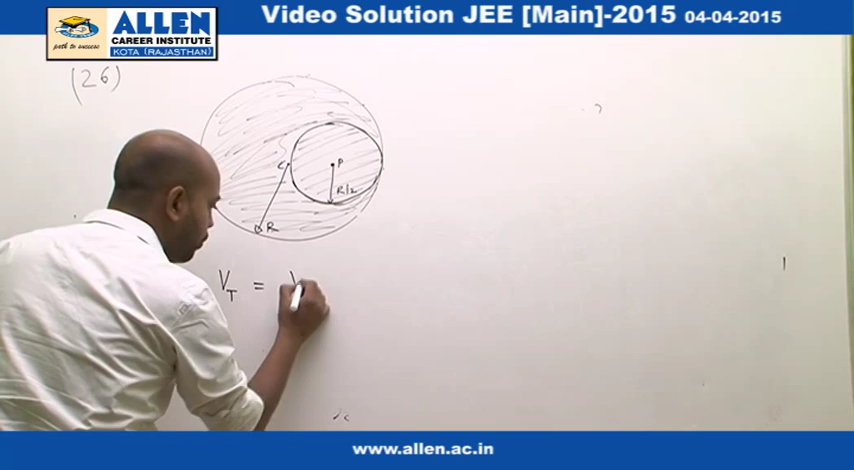 Video Solution JEE [Main]-2015 04-04-2015
ALLEN
CAREER INSTITUTE
KOTA (RAJASTHAN)
path to success
(26)
C
P
R/2
R
V_T = V
www.allen.ac.in